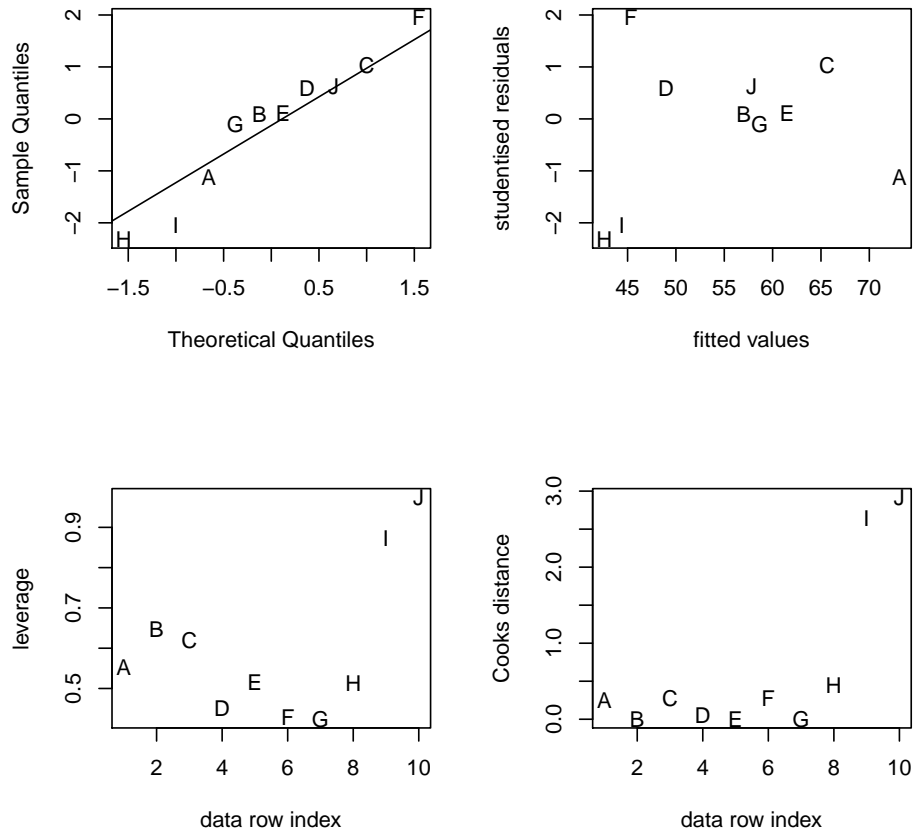 Sample Quantiles
−2 −1 0 1 2
A
B
C
D
E
F
G
H
I
J
−1.5 −0.5 0.5 1.5
Theoretical Quantiles
studentised residuals
−2 −1 0 1 2
A
B
C
D
E
F
G
H
I
J
45 50 55 60 65 70
fitted values
leverage
0.5 0.7 0.9
A
B
C
D
E
F
G
H
I
J
2 4 6 8 10
data row index
Cooks distance
0.0 1.0 2.0 3.0
A
B
C
D
E
F
G
H
I
J
2 4 6 8 10
data row index